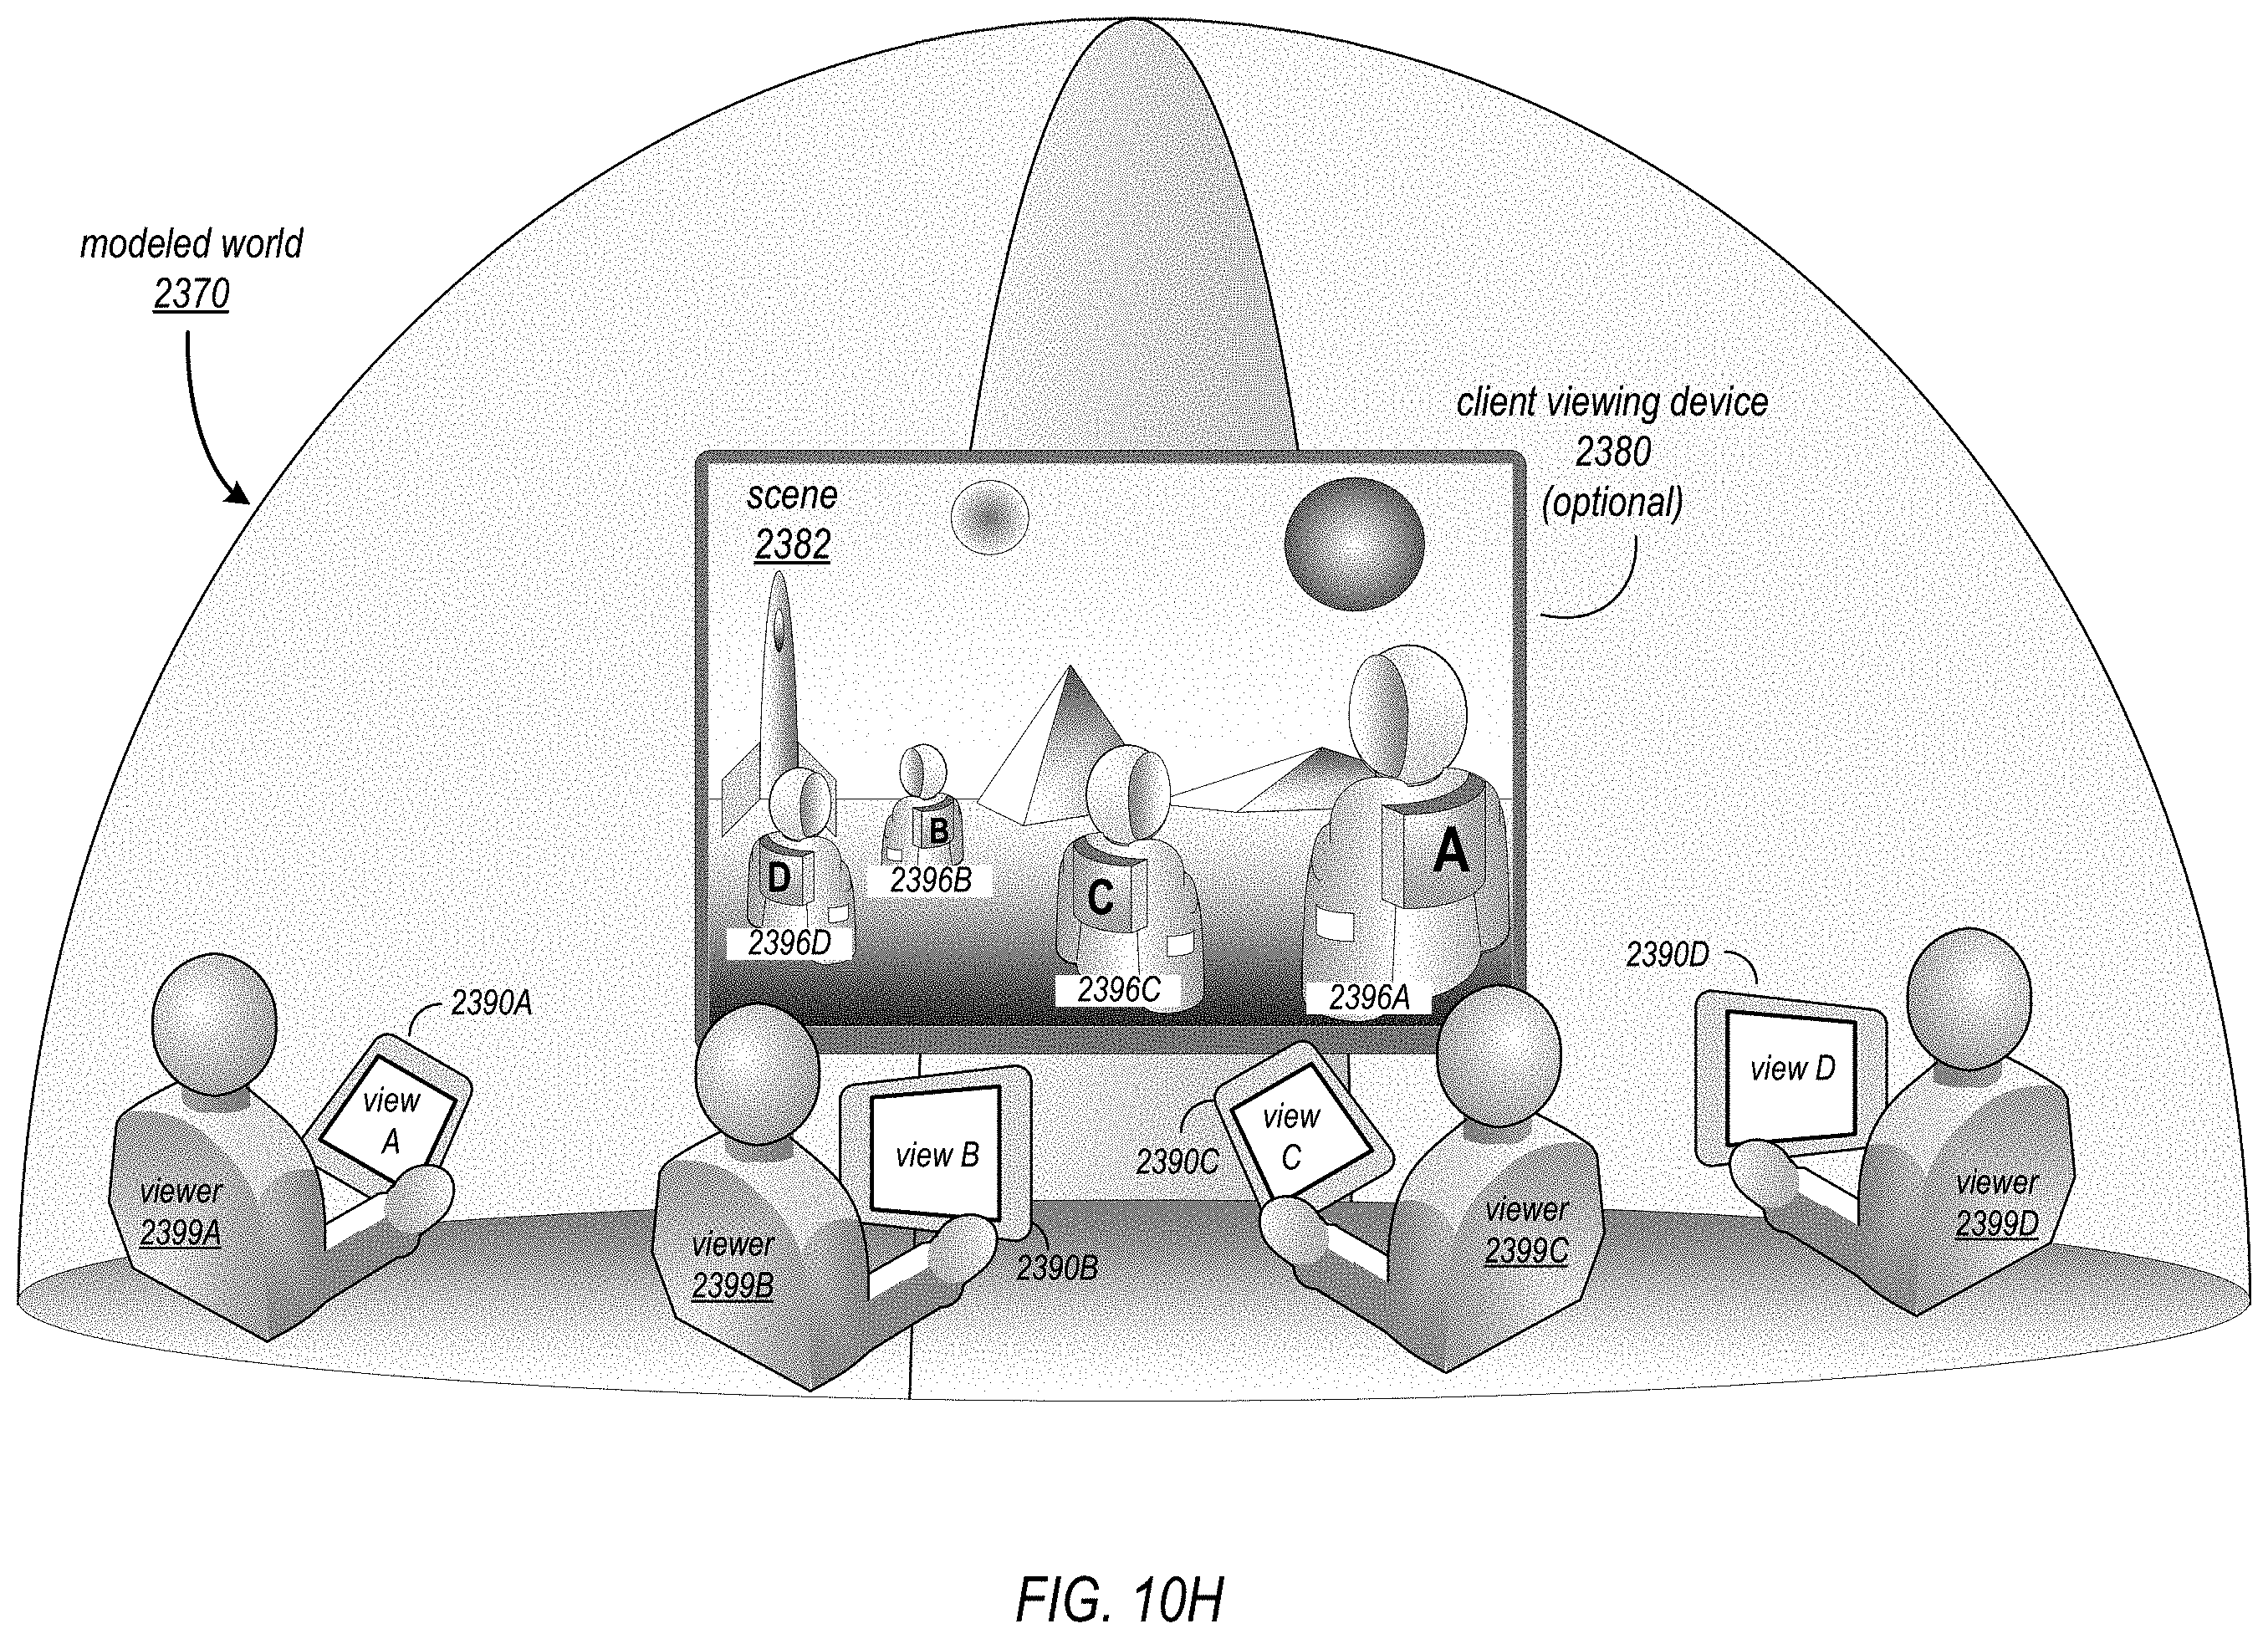 modeled world
2370
client viewing device
2380
(optional)
scene
2382
B
A
D
C
2396B
2396D
2396C
2396A
2390A
2390D
view
A
view B
view
C
view D
2390C
2390B
viewer
2399A
viewer
2399B
viewer
2399C
viewer
2399D
FIG. 10H